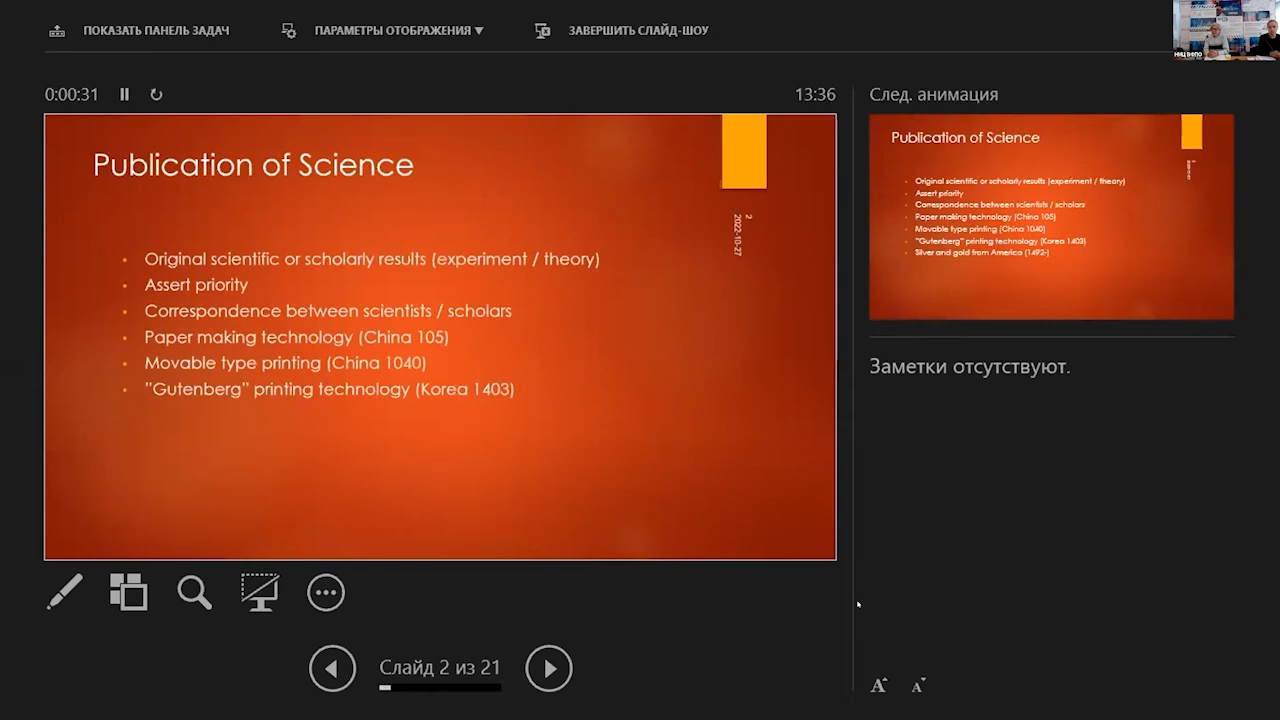 ПОКАЗАТЬ ПАНЕЛЬ ЗАДАЧ
ПАРАМЕТРЫ ОТОБРАЖЕНИЯ
ЗАВЕРШИТЬ СЛАЙД-ШОУ
0:00:31
13:36
Publication of Science
2
2022-10-27
Original scientific or scholarly results (experiment / theory)
Assert priority
Correspondence between scientists / scholars
Paper making technology (China 105)
Movable type printing (China 1040)
"Gutenberg" printing technology (Korea 1403)
Слайд 2 из 21
След. анимация
Publication of Science
Original scientific or scholarly results (experiment / theory)
Assert priority
Correspondence between scientists / scholars
Paper making technology (China 105)
Movable type printing (China 1040)
"Gutenberg" printing technology (Korea 1403)
Silver and gold from America (1492-)
Заметки отсутствуют.
A A